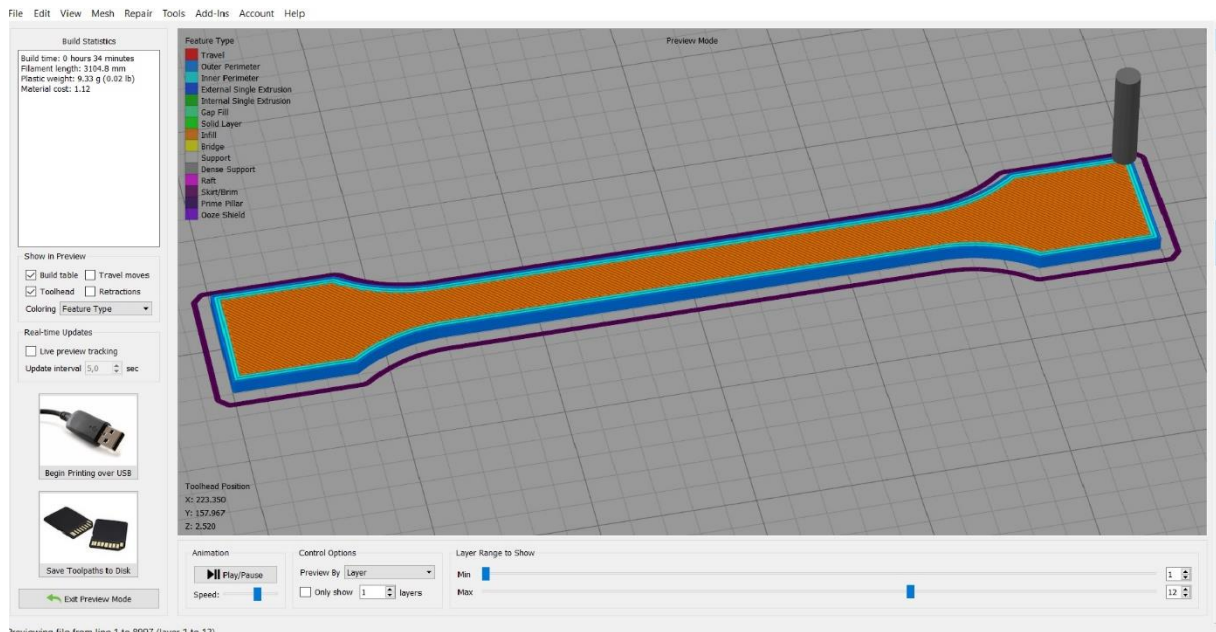 File Edit View Mesh Repair Tools Add-Ins Account Help
Build Statistics
Build time: 0 hours 34 minutes
Filament length: 3104.8 mm
Plastic weight: 9.33 g (0.02 lb)
Material cost: 1.12
Show in Preview
Build table Travel moves
Toolhead Retractions
Coloring Feature Type
Real-time Updates
Live preview tracking
Update interval 5,0 sec
Begin Printing over USB
Save Toolpaths to Disk
Exit Preview Mode
Feature Type
Travel
Outer Perimeter
Inner Perimeter
External Single Extrusion
Internal Single Extrusion
Gap Fill
Solid Layer
Infill
Bridge
Support
Dense Support
Raft
Skirt/Brim
Prime Pillar
Ooze Shield
Preview Mode
Toolhead Position
X: 223.350
Y: 157.967
Z: 2.520
Animation
Play/Pause
Speed:
Control Options
Preview By Layer
Only show 1 layers
Layer Range to Show
Min 1
Max 12